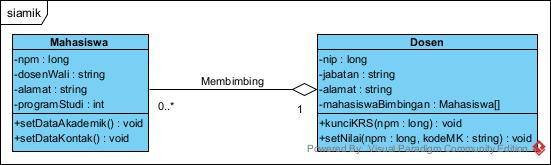 siamik
Mahasiswa
-npm : long
-dosenWali : string
-alamat : string
-programStudi : int
+setDataAkademik() : void
+setDataKontak() : void
Membimbing
0..*
1
Dosen
-nip : long
-jabatan : string
-alamat : string
-mahasiswaBimbingan : Mahasiswa[]
+kunciKRS(npm : long) : void
+setNilai(npm : long, kodeMK : string) : void
Powered By Visual Paradigm Community Edition